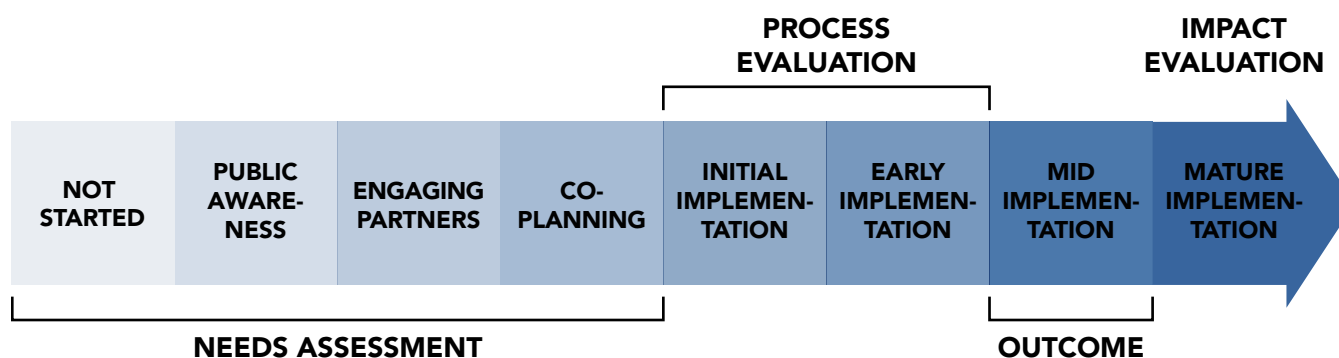 PROCESS
EVALUATION
IMPACT
EVALUATION
NOT
STARTED
PUBLIC
AWARE-
NESS
ENGAGING
PARTNERS
CO-
PLANNING
INITIAL
IMPLEMEN-
TATION
EARLY
IMPLEMEN-
TATION
MID
IMPLEMEN-
TATION
MATURE
IMPLEMEN-
TATION
NEEDS ASSESSMENT
OUTCOME